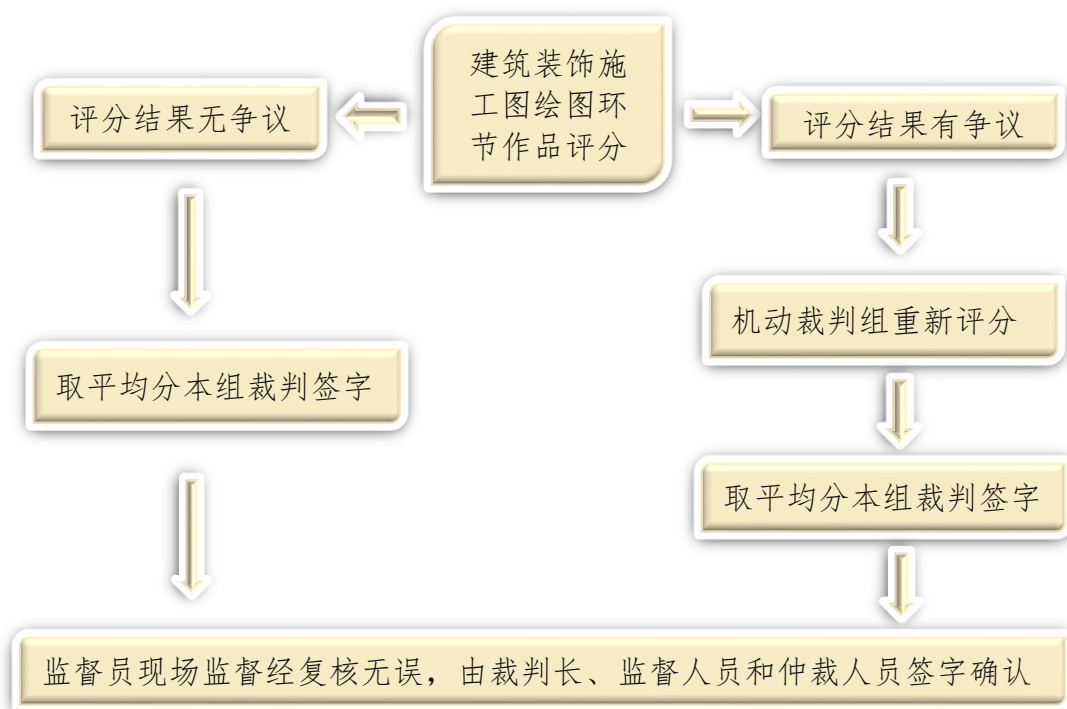 建筑装饰施
工图绘图环
节作品评分
评分结果无争议
评分结果有争议
机动裁判组重新评分
取平均分本组裁判签字
取平均分本组裁判签字
监督员现场监督经复核无误，由裁判长、监督人员和仲裁人员签字确认